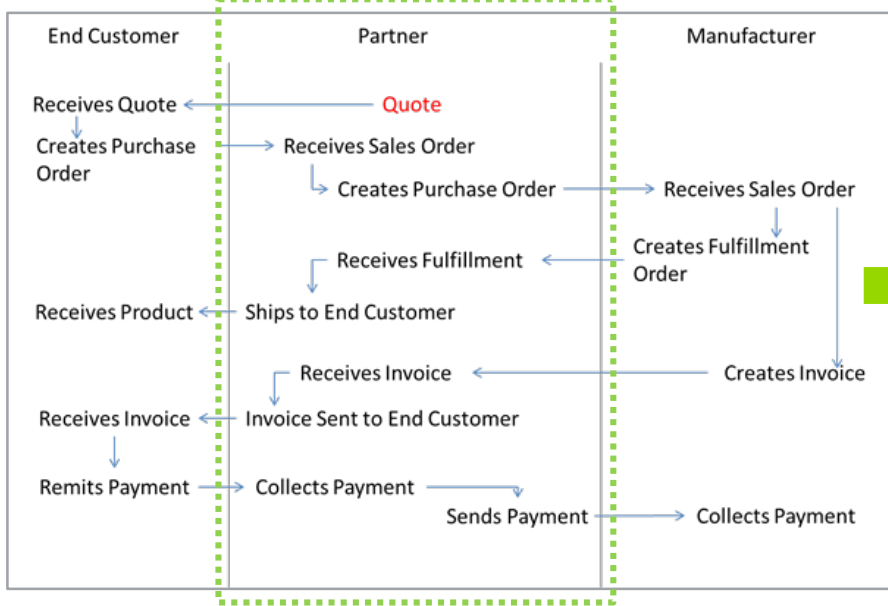 End Customer
Partner
Manufacturer
Receives Quote
Quote
Creates Purchase
Order
Receives Sales Order
Creates Purchase Order
Receives Sales Order
Receives Fulfillment
Creates Fulfillment
Order
Receives Product
Ships to End Customer
Receives Invoice
Creates Invoice
Receives Invoice
Invoice Sent to End Customer
Remits Payment
Collects Payment
Sends Payment
Collects Payment